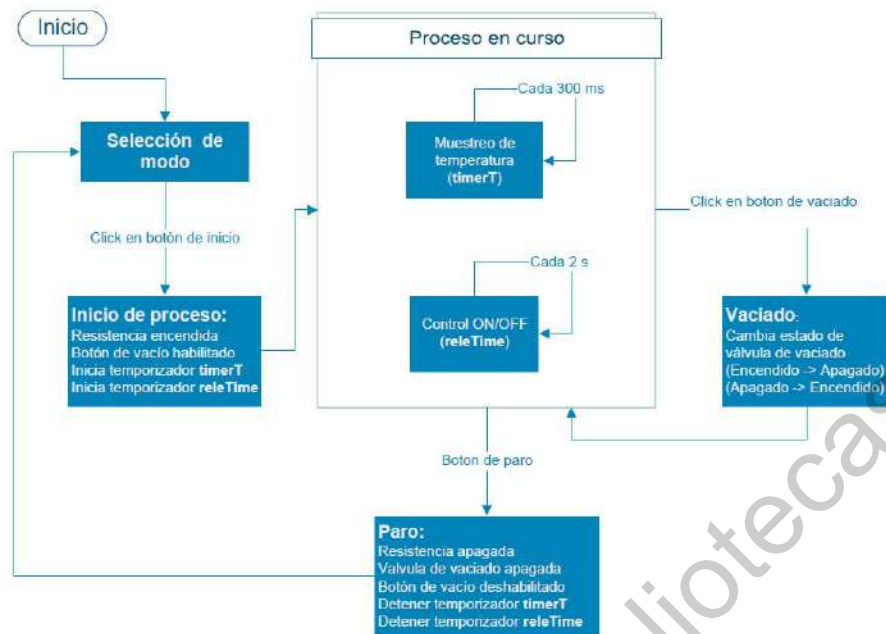 Inicio
Proceso en curso
Cada 300 ms
Muestreo de
temperatura
(timerT)
Selección de
modo
Click en boton de vaciado
Click en botón de inicio
Cada 2 s
Control ON/OFF
(releTime)
Inicio de proceso:
Resistencia encendida
Botón de vacío habilitado
Inicia temporizador timerT
Inicia temporizador releTime
Vaciado:
Cambia estado de
válvula de vaciado
(Encendido -> Apagado)
(Apagado -> Encendido)
Boton de paro
Paro:
Resistencia apagada
Valvula de vaciado apagada
Botón de vacío deshabilitado
Detener temporizador timerT
Detener temporizador releTime